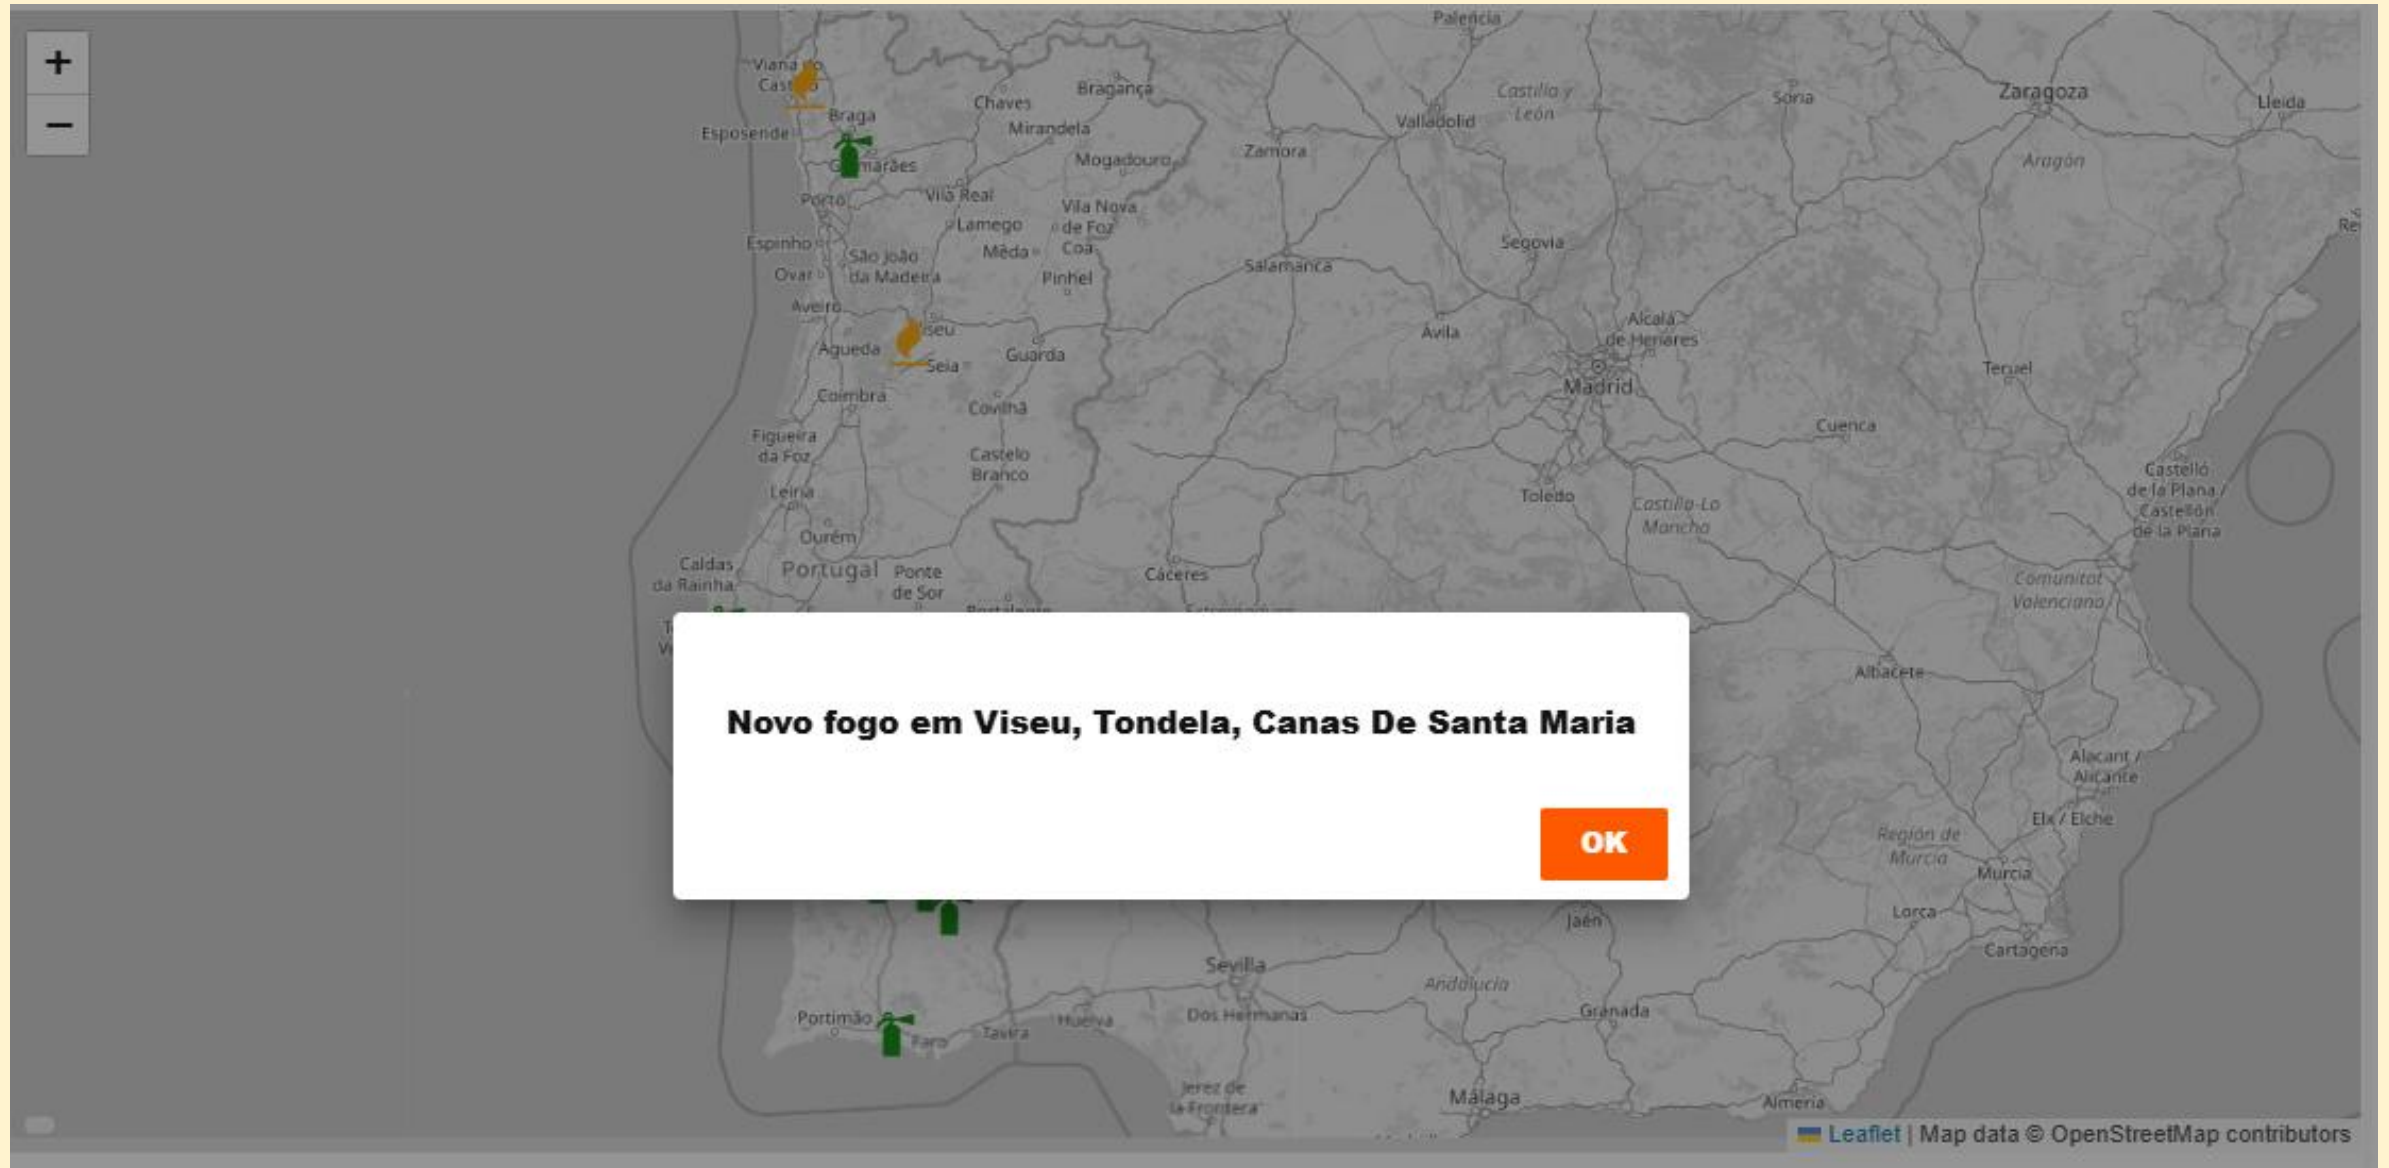 +
−
Palencia
Viana do
Castelo
Braga
Esposende
Guimarães
Chaves
Bragança
Mirandela
Mogadouro
Porto
Vila Real
Lamego
Vila Nova
de Foz
Coa
Espinho
São João
da Madeira
Ovar
Mêda
Pinhel
Aveiro
Viseu
Águeda
Seia
Guarda
Coimbra
Covilhã
Figueira
da Foz
Castelo
Branco
Leiria
Ourém
Caldas
da Rainha
Portugal
Ponte
de Sor
Portalegre
Zamora
Valladolid
Castilla y
León
Soria
Zaragoza
Lleida
Aragón
Segovia
Salamanca
Ávila
Alcalá
de Henares
Madrid
Teruel
Cuenca
Toledo
Castilla-La
Mancha
Castelló
de la Plana /
Castellón
de la Plana
Cáceres
Extremadura
Comunitat
Valenciana
Albacete
Novo fogo em Viseu, Tondela, Canas De Santa Maria
OK
Alacant /
Alicante
Elx / Elche
Región de
Murcia
Murcia
Lorca
Cartagena
Jaén
Sevilla
Andalucía
Granada
Dos Hermanas
Huelva
Portimão
Faro
Tavira
Jerez de
la Frontera
Málaga
Almería
Leaflet | Map data © OpenStreetMap contributors